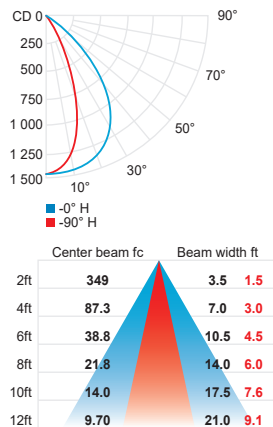 CD 0
90°
250
500
70°
750
1 000
50°
1 250
30°
1 500
10°
-0° H
-90° H
Center beam fc Beam width ft
2ft 349 3.5 1.5
4ft 87.3 7.0 3.0
6ft 38.8 10.5 4.5
8ft 21.8 14.0 6.0
10ft 14.0 17.5 7.6
12ft 9.70 21.0 9.1